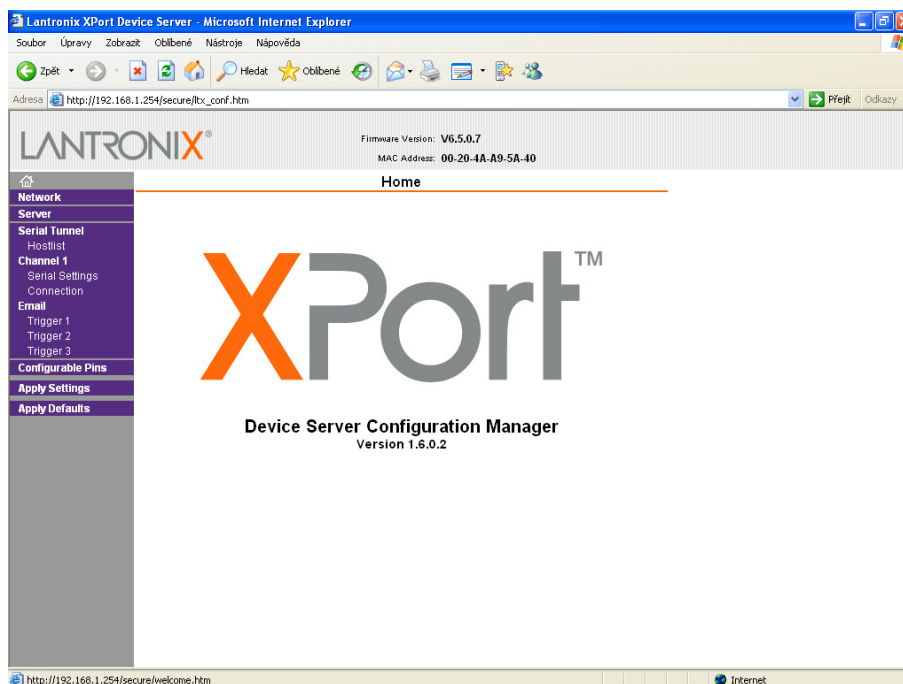 Lantronix XPort Device Server - Microsoft Internet Explorer
Soubor Úpravy Zobrazit Oblíbené Nástroje Nápověda
Zpět Hledat Oblíbené
Adresa http://192.168.1.254/secure/ltx_conf.htm Přejít Odkazy
LANTRONIX®
Firmware Version: V6.5.0.7
MAC Address: 00-20-4A-A9-5A-40
Home
Network
Server
Serial Tunnel
Hostlist
Channel 1
Serial Settings
Connection
Email
Trigger 1
Trigger 2
Trigger 3
Configurable Pins
Apply Settings
Apply Defaults
XPort™
Device Server Configuration Manager
Version 1.6.0.2
http://192.168.1.254/secure/welcome.htm Internet